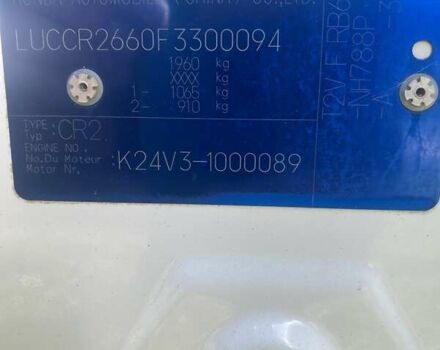 LUCCR2660F3300094
1960 kg
XXXX kg
1- 1065 kg
2- 910 kg
TYPE
Typ :CR2
ENGINE NO.
No.Du Moteur :K24V3-1000089
Motor Nr.
T2V F RB6
-NH788P
-A